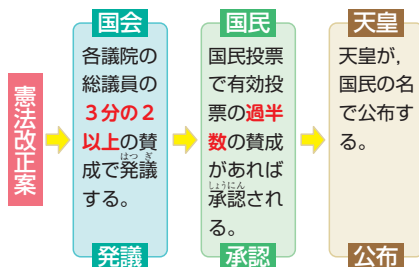 憲法改正案
国会
各議院の
総議員の
３分の２
以上の賛
成で発議
はつぎ
する。
発議
国民
国民投票
で有効投
票の過半
数の賛成
があれば
承認され
しょうにん
る。
承認
天皇
天皇が，
国民の名
で公布す
る。
公布